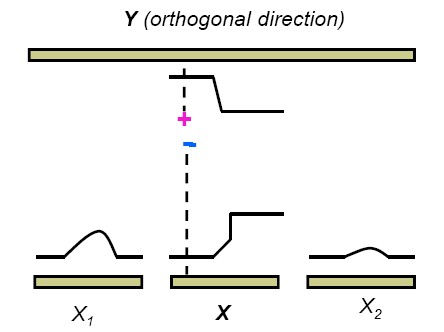 Y (orthogonal direction)
+
-
X₁ X X₂